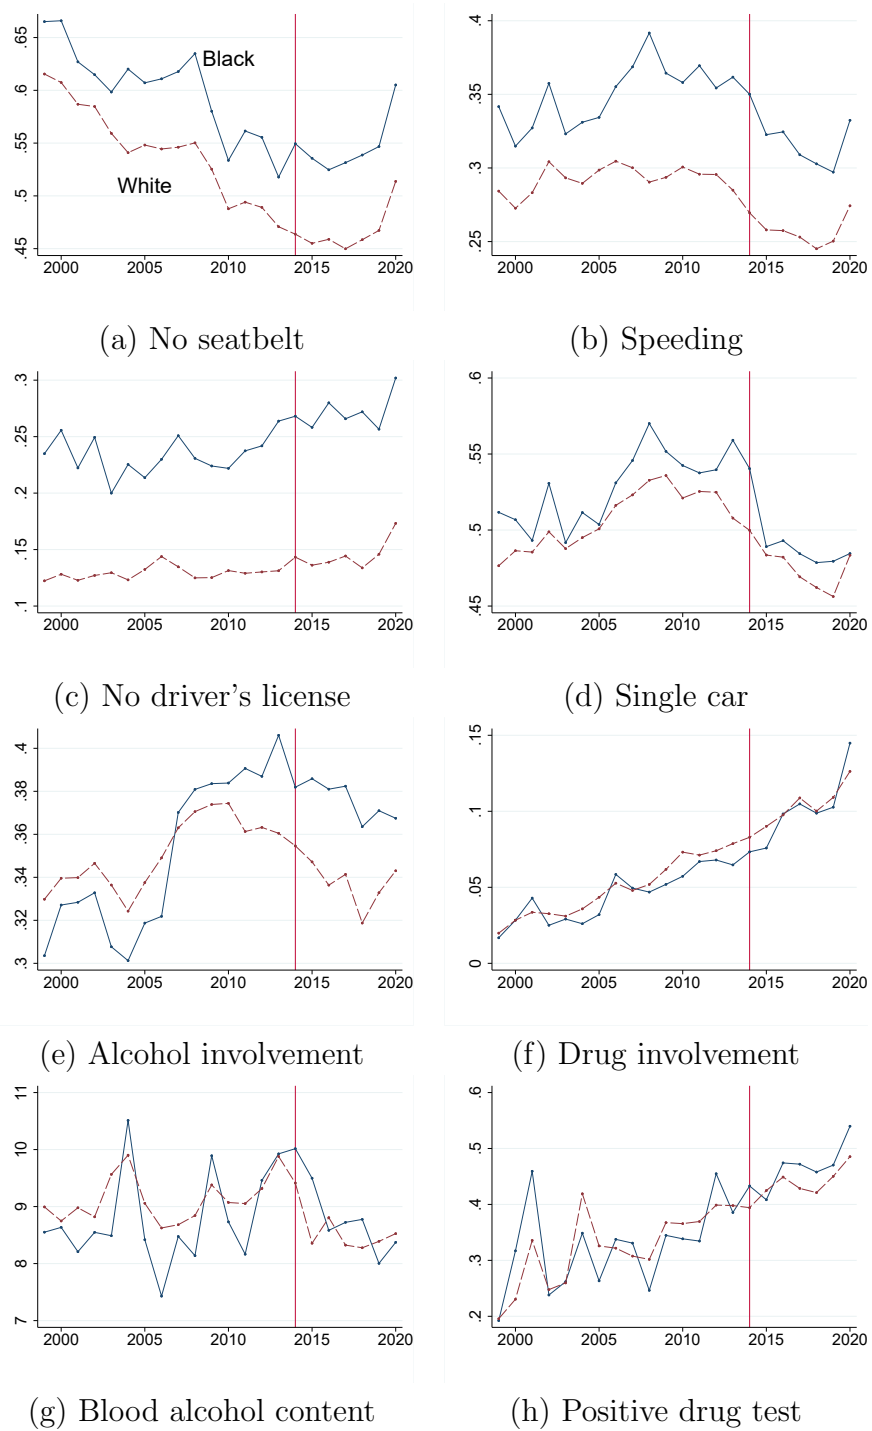 .65
.6
.55
.5
.45
Black
White
2000 2005 2010 2015 2020
.4
.35
.3
.25
2000 2005 2010 2015 2020
(a) No seatbelt
(b) Speeding
.3
.25
.2
.15
.1
2000 2005 2010 2015 2020
.6
.55
.5
.45
2000 2005 2010 2015 2020
(c) No driver's license
(d) Single car
.4
.38
.36
.34
.32
.3
2000 2005 2010 2015 2020
.15
.1
.05
0
2000 2005 2010 2015 2020
(e) Alcohol involvement
(f) Drug involvement
11
10
9
8
7
2000 2005 2010 2015 2020
.6
.5
.4
.3
.2
2000 2005 2010 2015 2020
(g) Blood alcohol content
(h) Positive drug test